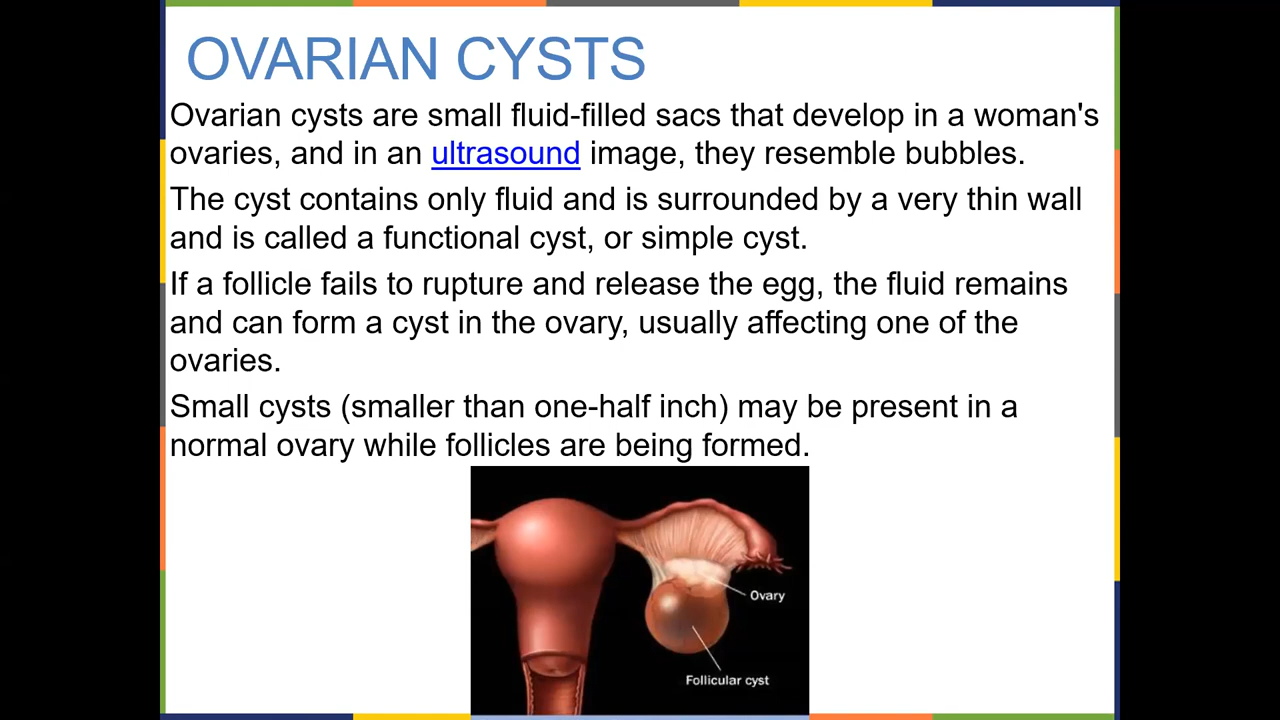 OVARIAN CYSTS
Ovarian cysts are small fluid-filled sacs that develop in a woman's
ovaries, and in an ultrasound image, they resemble bubbles.
The cyst contains only fluid and is surrounded by a very thin wall
and is called a functional cyst, or simple cyst.
If a follicle fails to rupture and release the egg, the fluid remains
and can form a cyst in the ovary, usually affecting one of the
ovaries.
Small cysts (smaller than one-half inch) may be present in a
normal ovary while follicles are being formed.
Ovary
Follicular cyst